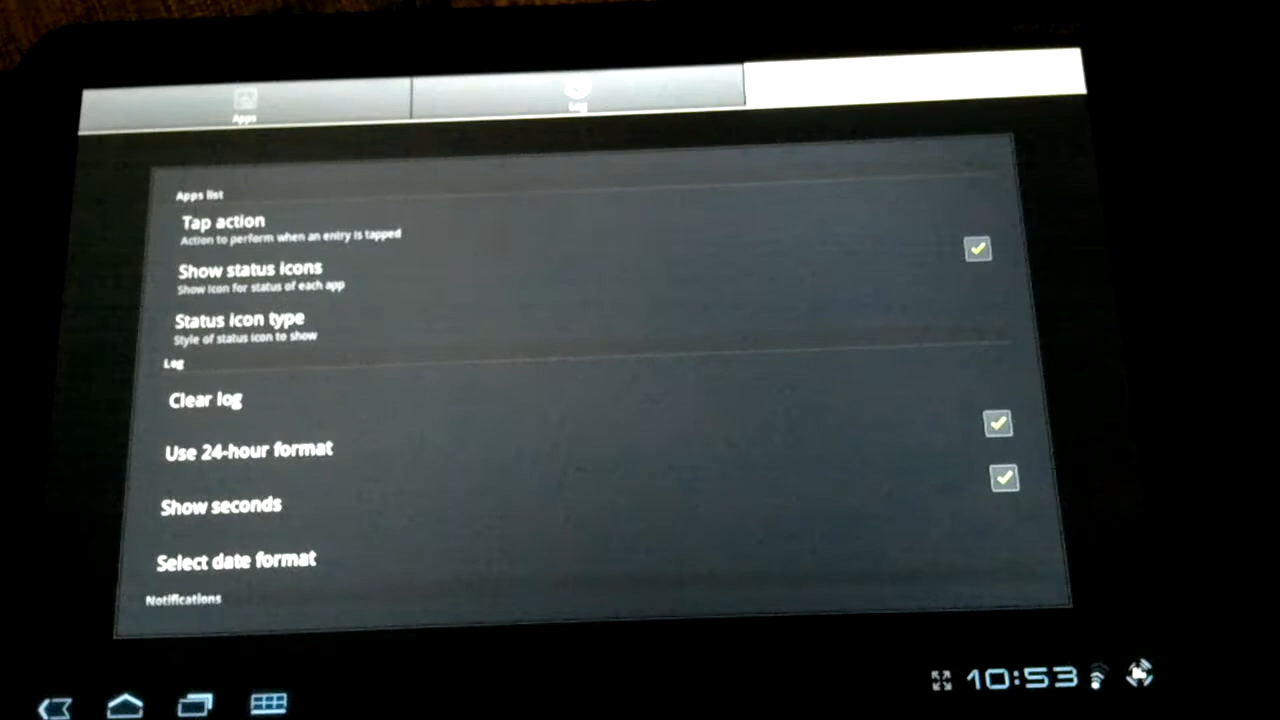 Apps
Log
Apps list
Tap action
Action to perform when an entry is tapped
Show status icons
Show icon for status of each app
Status icon type
Style of status icon to show
Log
Clear log
Use 24-hour format
Show seconds
Select date format
Notifications
10:53